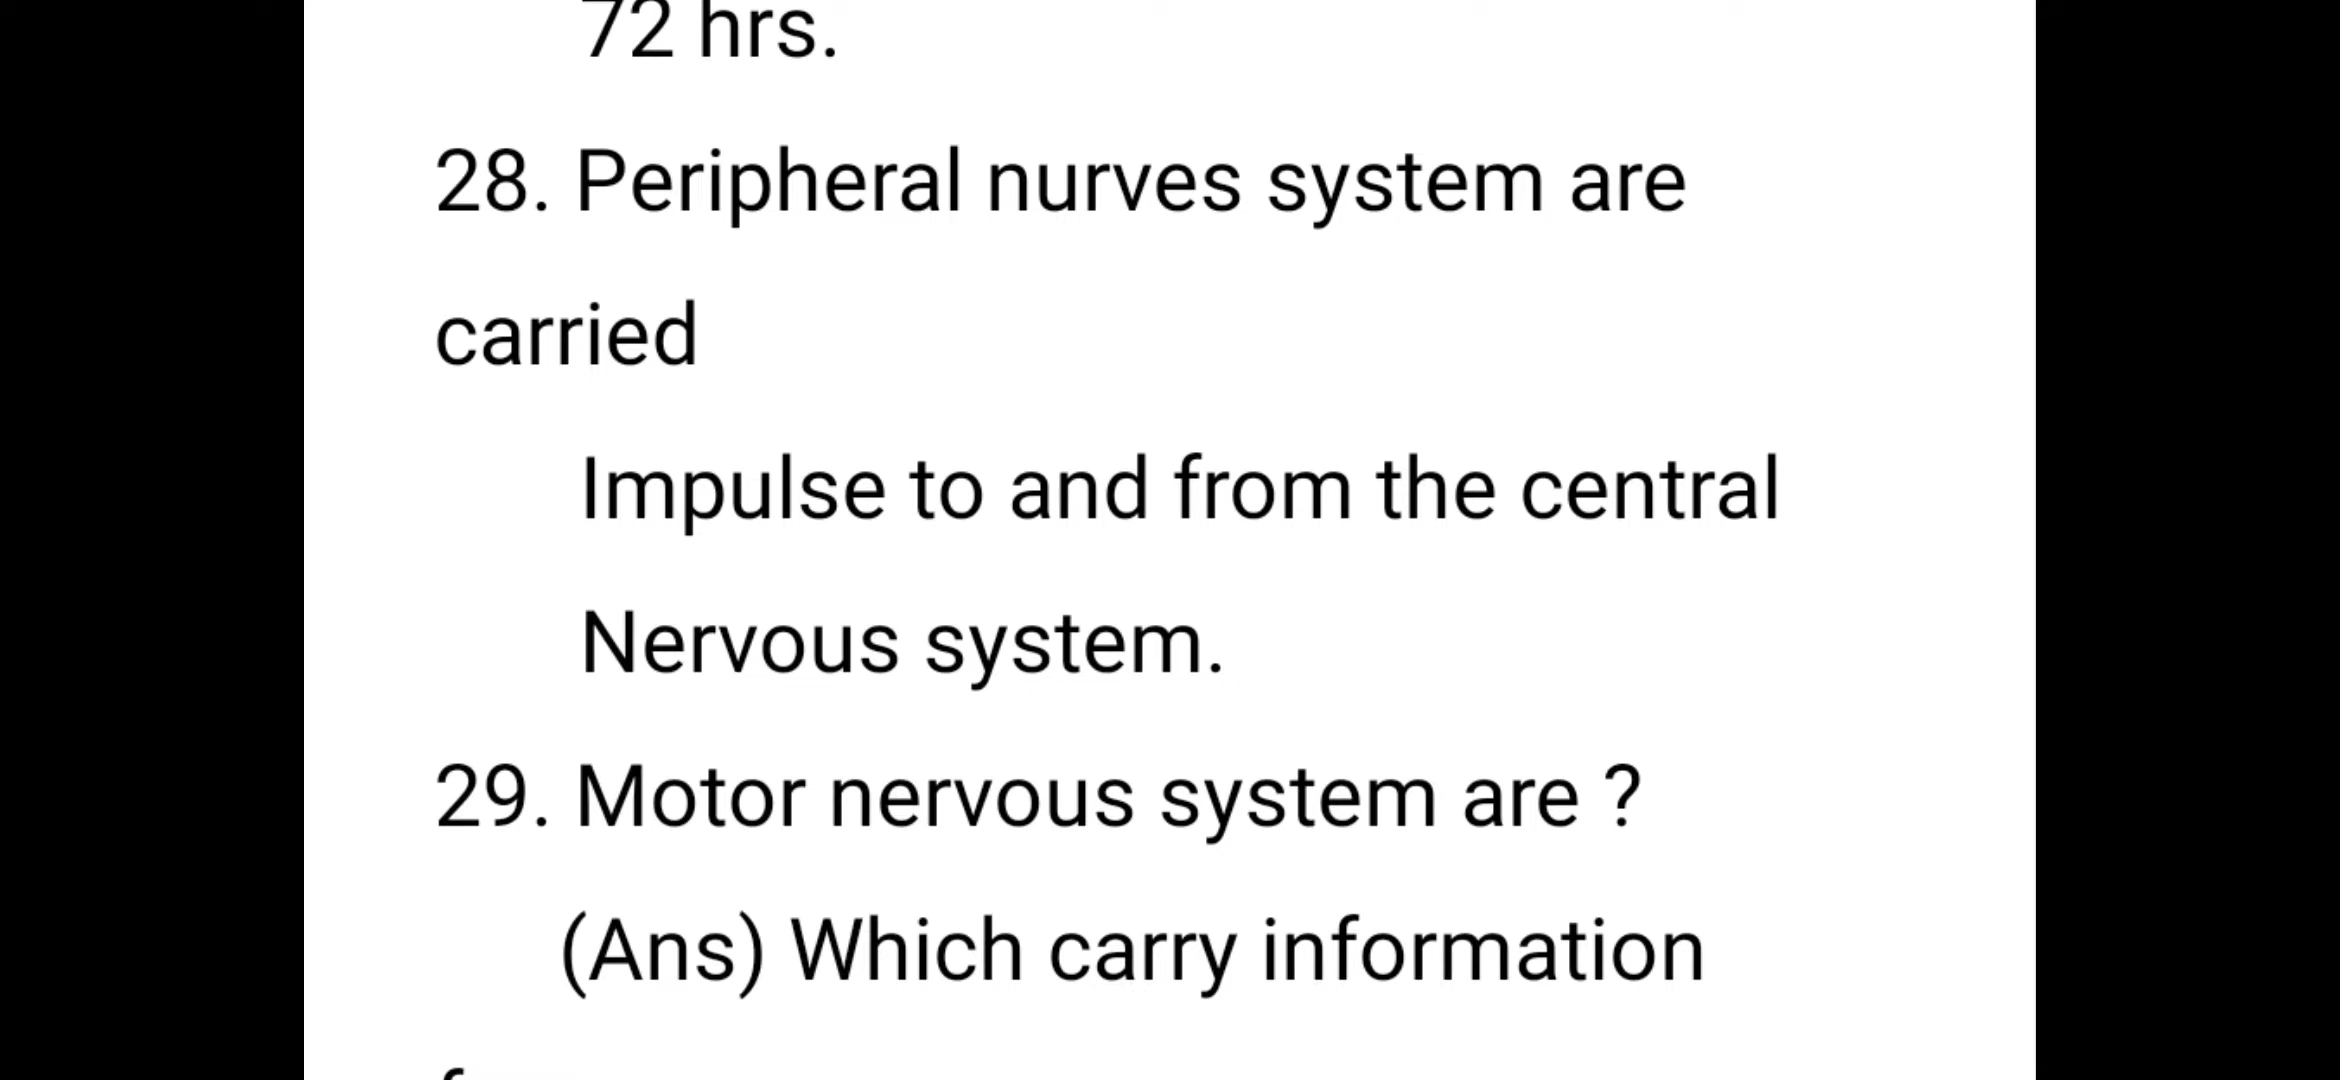 72 hrs.
28. Peripheral nurves system are
carried
Impulse to and from the central
Nervous system.
29. Motor nervous system are ?
(Ans) Which carry information